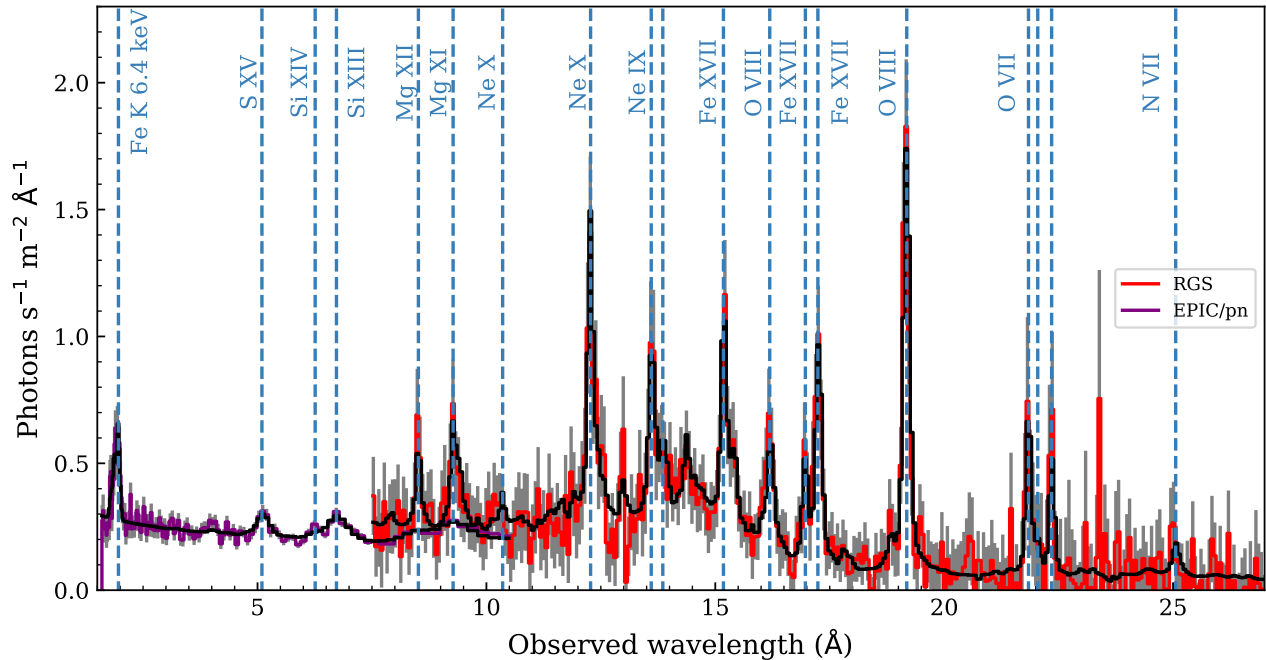 Fe K 6.4 keV
S XV
Si XIV
Si XIII
Mg XII
Mg XI
Ne X
Ne X
Ne IX
Fe XVII
O VIII
Fe XVII
Fe XVII
O VIII
O VII
N VII
2.0
1.5
1.0
0.5
0.0
Photons s⁻¹ m⁻² Å⁻¹
RGS
EPIC/pn
5 10 15 20 25
Observed wavelength (Å)